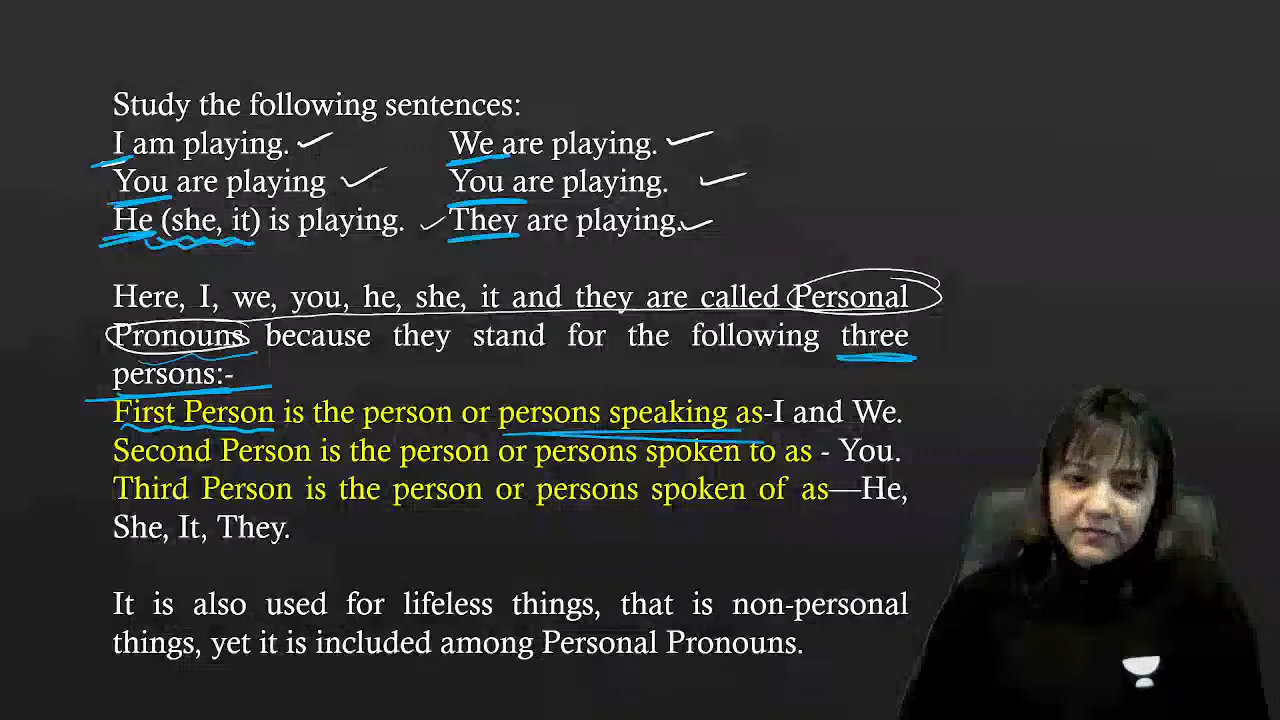 Study the following sentences:
I am playing. We are playing.
You are playing You are playing.
He (she, it) is playing. They are playing.
Here, I, we, you, he, she, it and they are called Personal
Pronouns because they stand for the following three
persons:-
First Person is the person or persons speaking as-I and We.
Second Person is the person or persons spoken to as - You.
Third Person is the person or persons spoken of as—He,
She, It, They.
It is also used for lifeless things, that is non-personal
things, yet it is included among Personal Pronouns.